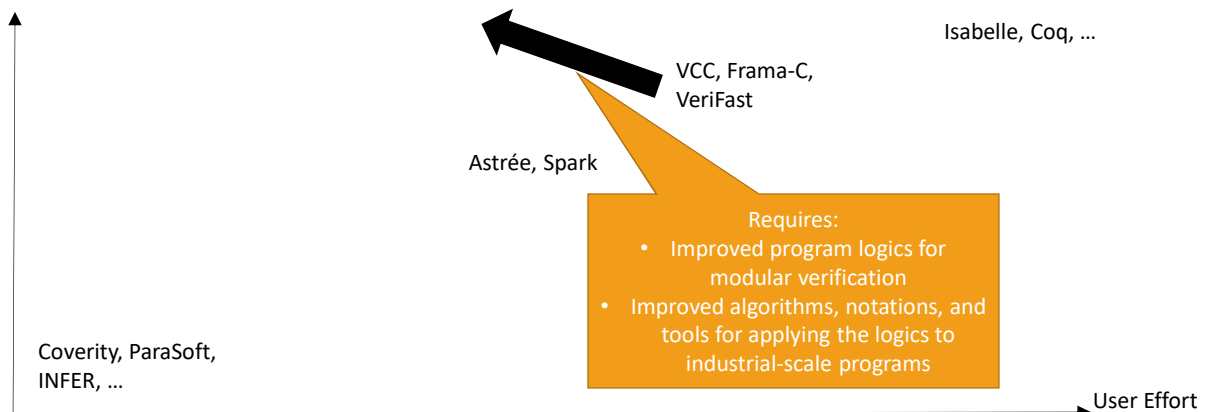 Isabelle, Coq, …
VCC, Frama-C,
VeriFast
Astrée, Spark
Requires:
• Improved program logics for
modular verification
• Improved algorithms, notations, and
tools for applying the logics to
industrial-scale programs
Coverity, ParaSoft,
INFER, …
User Effort